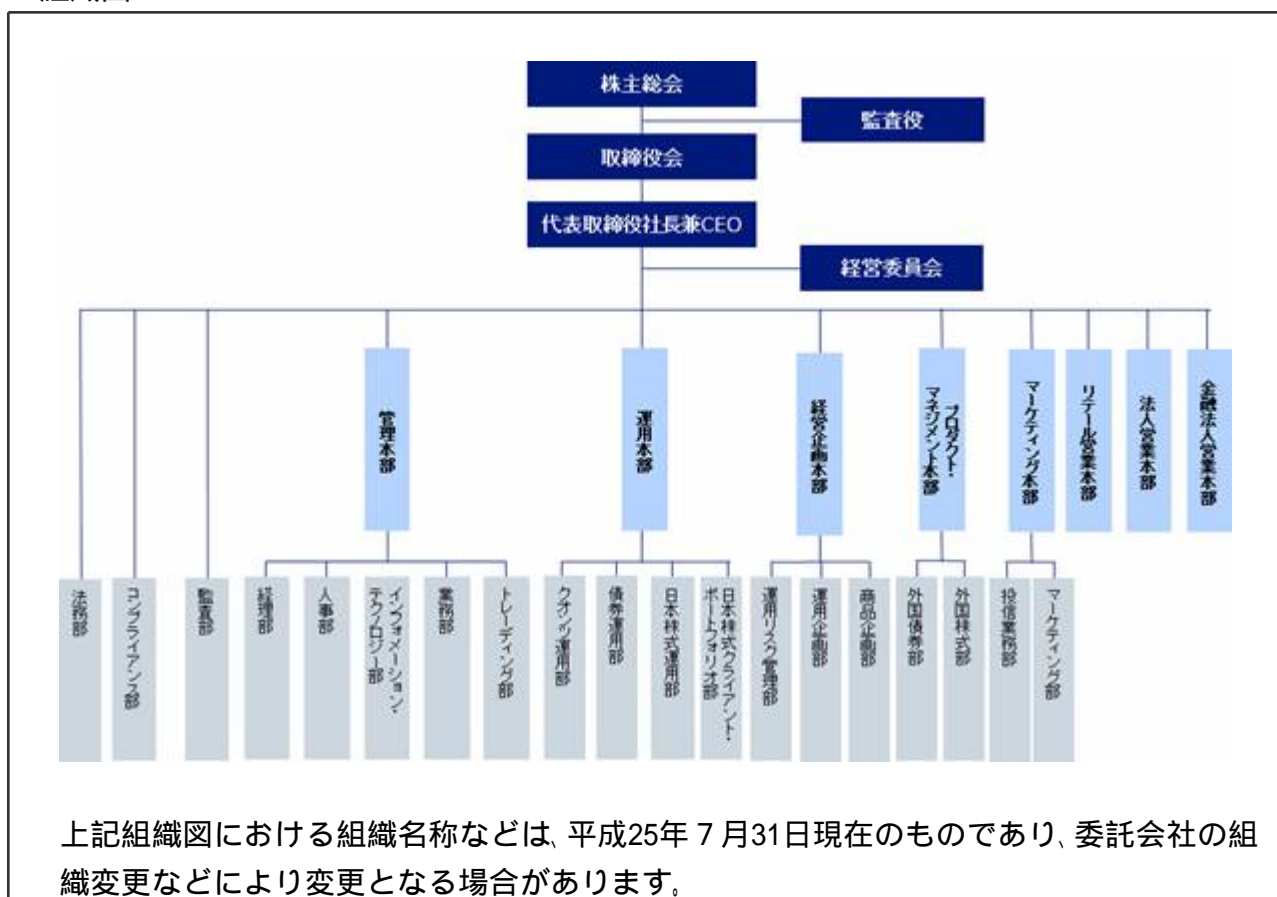 株主総会
監査役
取締役会
代表取締役社長兼CEO
経営委員会
管理本部
運用本部
経営企画本部
プロダクト・
マネジメント本部
マーケティング本部
リテール営業本部
法人営業本部
金融法人営業本部
法務部
コンプライアンス部
監査部
経理部
人事部
インフォメーション・
テクノロジー部
業務部
トレーディング部
クオンツ運用部
債券運用部
日本株式運用部
日本株式クライアント・
ポートフォリオ部
運用リスク管理部
運用企画部
商品企画部
外国債券部
外国株式部
投信業務部
マーケティング部
上記組織図における組織名称などは、平成25年7月31日現在のものであり、委託会社の組
織変更などにより変更となる場合があります。